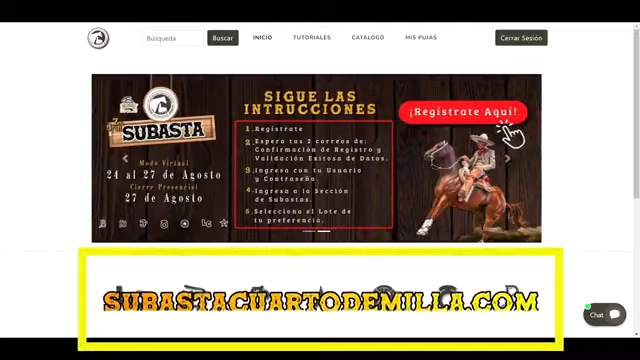 Búsqueda
Buscar
INICIO
TUTORIALES
CATÁLOGO
MIS PUJAS
Cerrar Sesión
SUBASTA
Modo Virtual
24 al 27 de Agosto
Cierre Presencial
27 de Agosto
SIGUE LAS
INTRUCCIONES
1. Regístrate
2. Espera tus 2 correos de:
Confirmación de Registro y
Validación Exitosa de Datos.
3. Ingresa con tu Usuario
y Contraseña.
4. Ingresa a la Sección
de Subastas.
5. Selecciona el Lote de
tu preferencia.
¡Regístrate Aquí!
SUBASTACUARTODEMILLA.COM
Chat